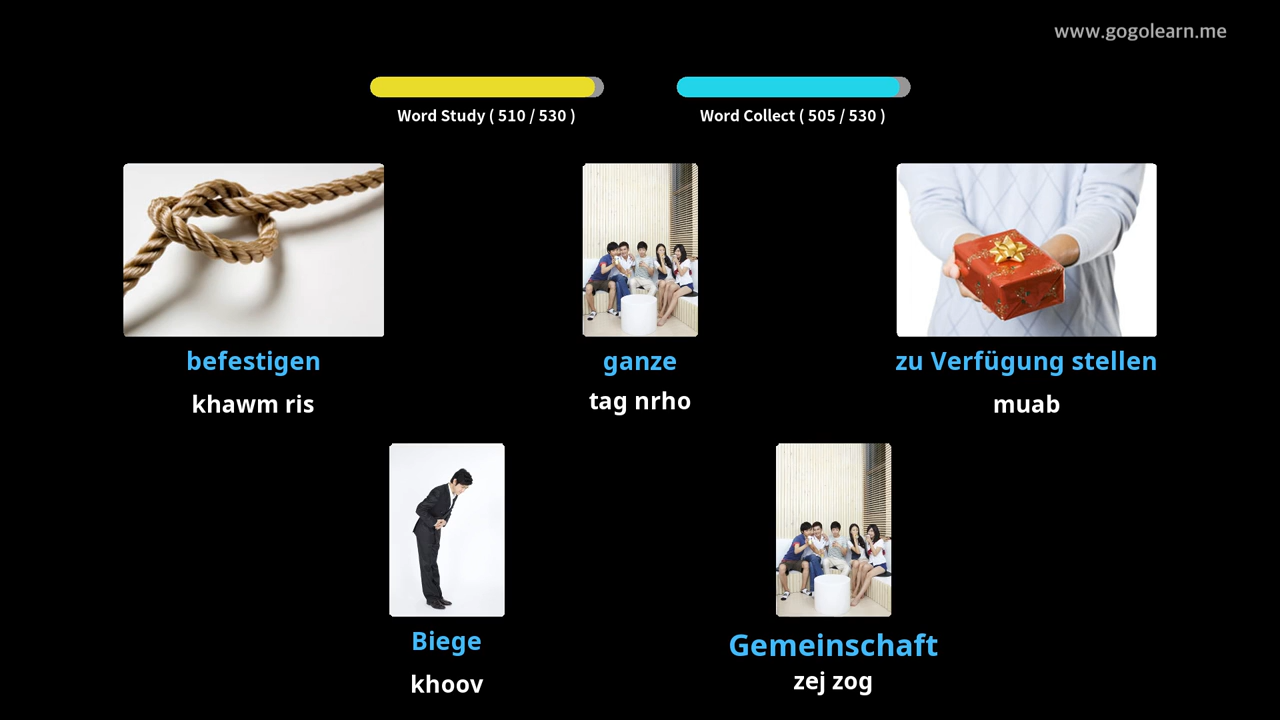 www.gogolearn.me
Word Study ( 510 / 530 )
Word Collect ( 505 / 530 )
befestigen
khawm ris
ganze
tag nrho
zu Verfügung stellen
muab
Biege
khoov
Gemeinschaft
zej zog